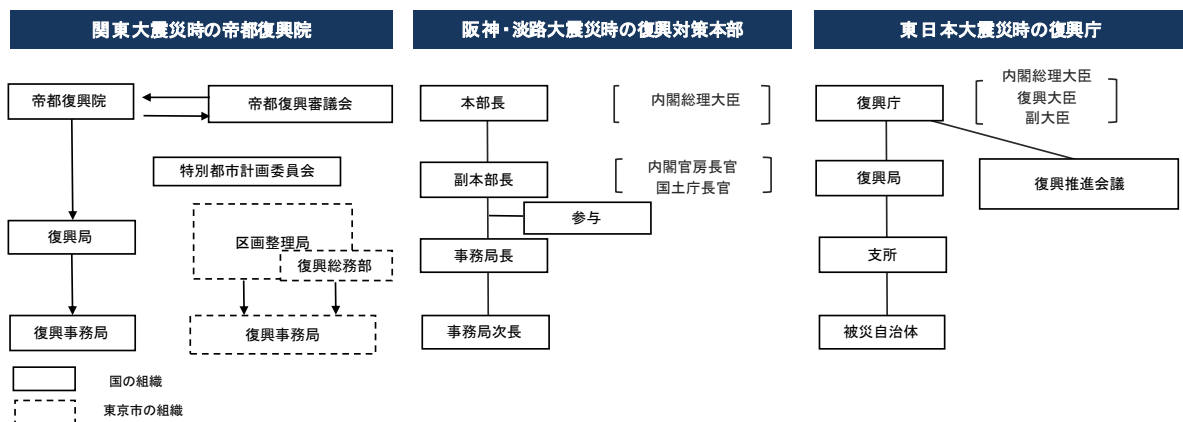 関東大震災時の帝都復興院
帝都復興院
帝都復興審議会
特別都市計画委員会
復興局
区画整理局
復興総務部
復興事務局
復興事務局
国の組織
東京市の組織
阪神・淡路大震災時の復興対策本部
本部長
内閣総理大臣
副本部長
内閣官房長官
国土庁長官
参与
事務局長
事務局次長
東日本大震災時の復興庁
復興庁
内閣総理大臣
復興大臣
副大臣
復興局
復興推進会議
支所
被災自治体